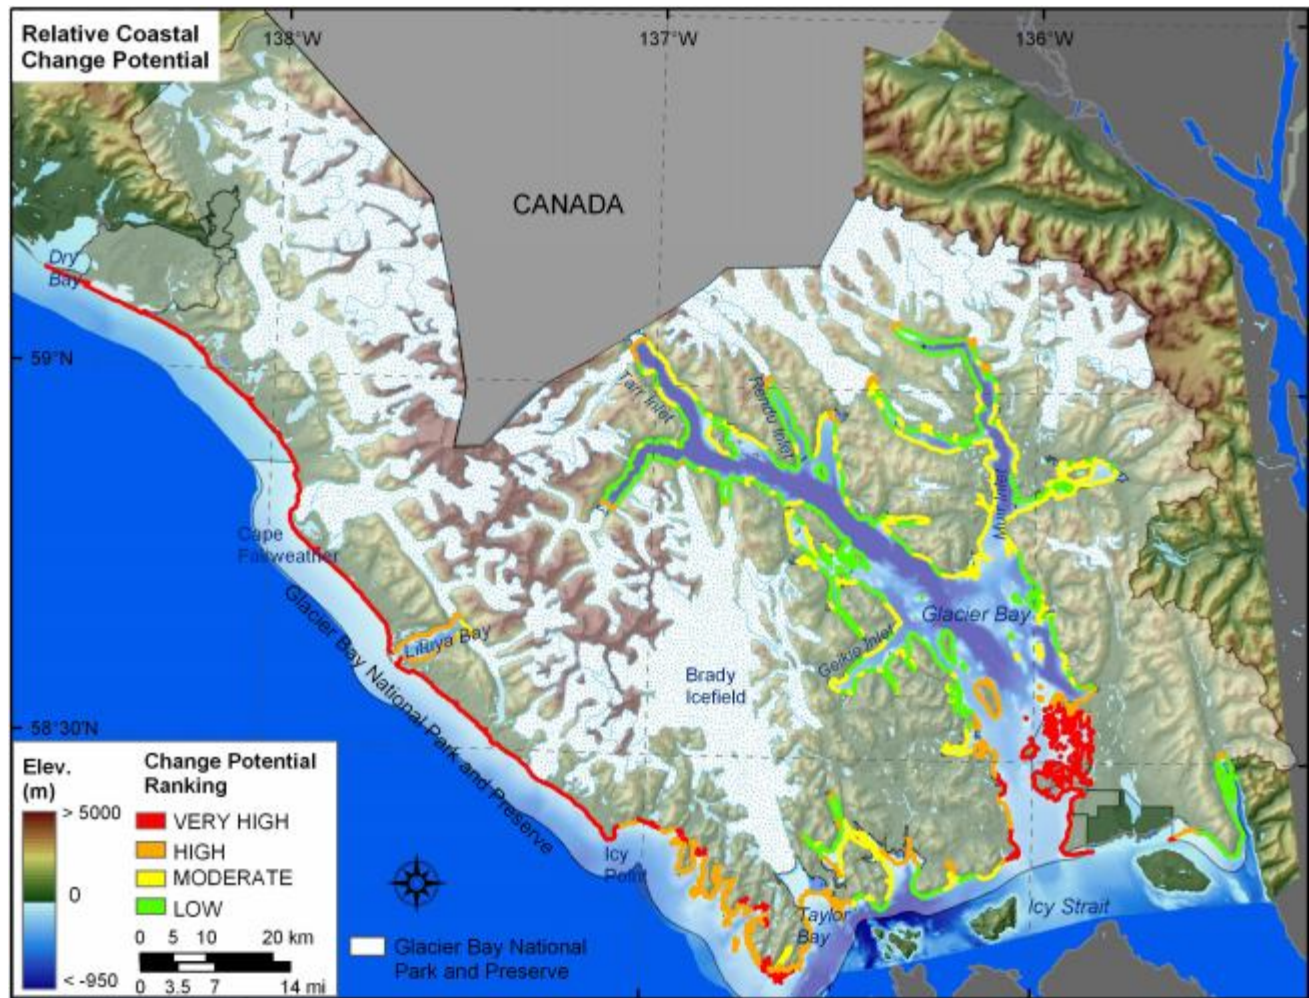 Relative Coastal
Change Potential
138°W
137°W
136°W
CANADA
Dry
Bay
59°N
Tarr Inlet
Rendu Inlet
Muir Inlet
Cape
Fairweather
Glacier Bay
Lituya Bay
Geikie Inlet
Brady
Icefield
Glacier Bay National Park and Preserve
58°30'N
Icy
Point
Taylor
Bay
Icy Strait
Elev.
(m)
> 5000
0
< -950
Change Potential
Ranking
VERY HIGH
HIGH
MODERATE
LOW
0 5 10 20 km
0 3.5 7 14 mi
Glacier Bay National
Park and Preserve